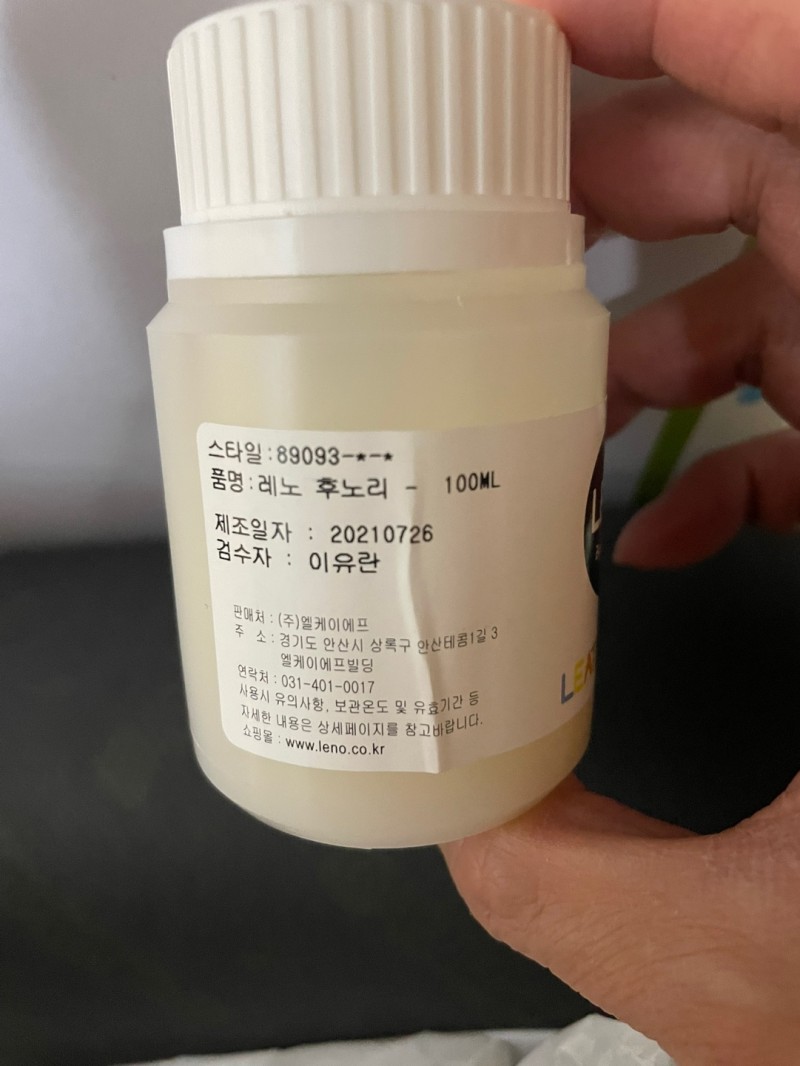 스타일:89093-*-*
품명:레노 후노리 - 100ML
제조일자 : 20210726
검수자 : 이유란
판매처 : (주)엘케이에프
주 소 : 경기도 안산시 상록구 안산테콤1길 3
엘케이에프빌딩
연락처 : 031-401-0017
사용시 유의사항, 보관온도 및 유효기간 등
자세한 내용은 상세페이지를 참고바랍니다.
쇼핑몰 : www.leno.co.kr